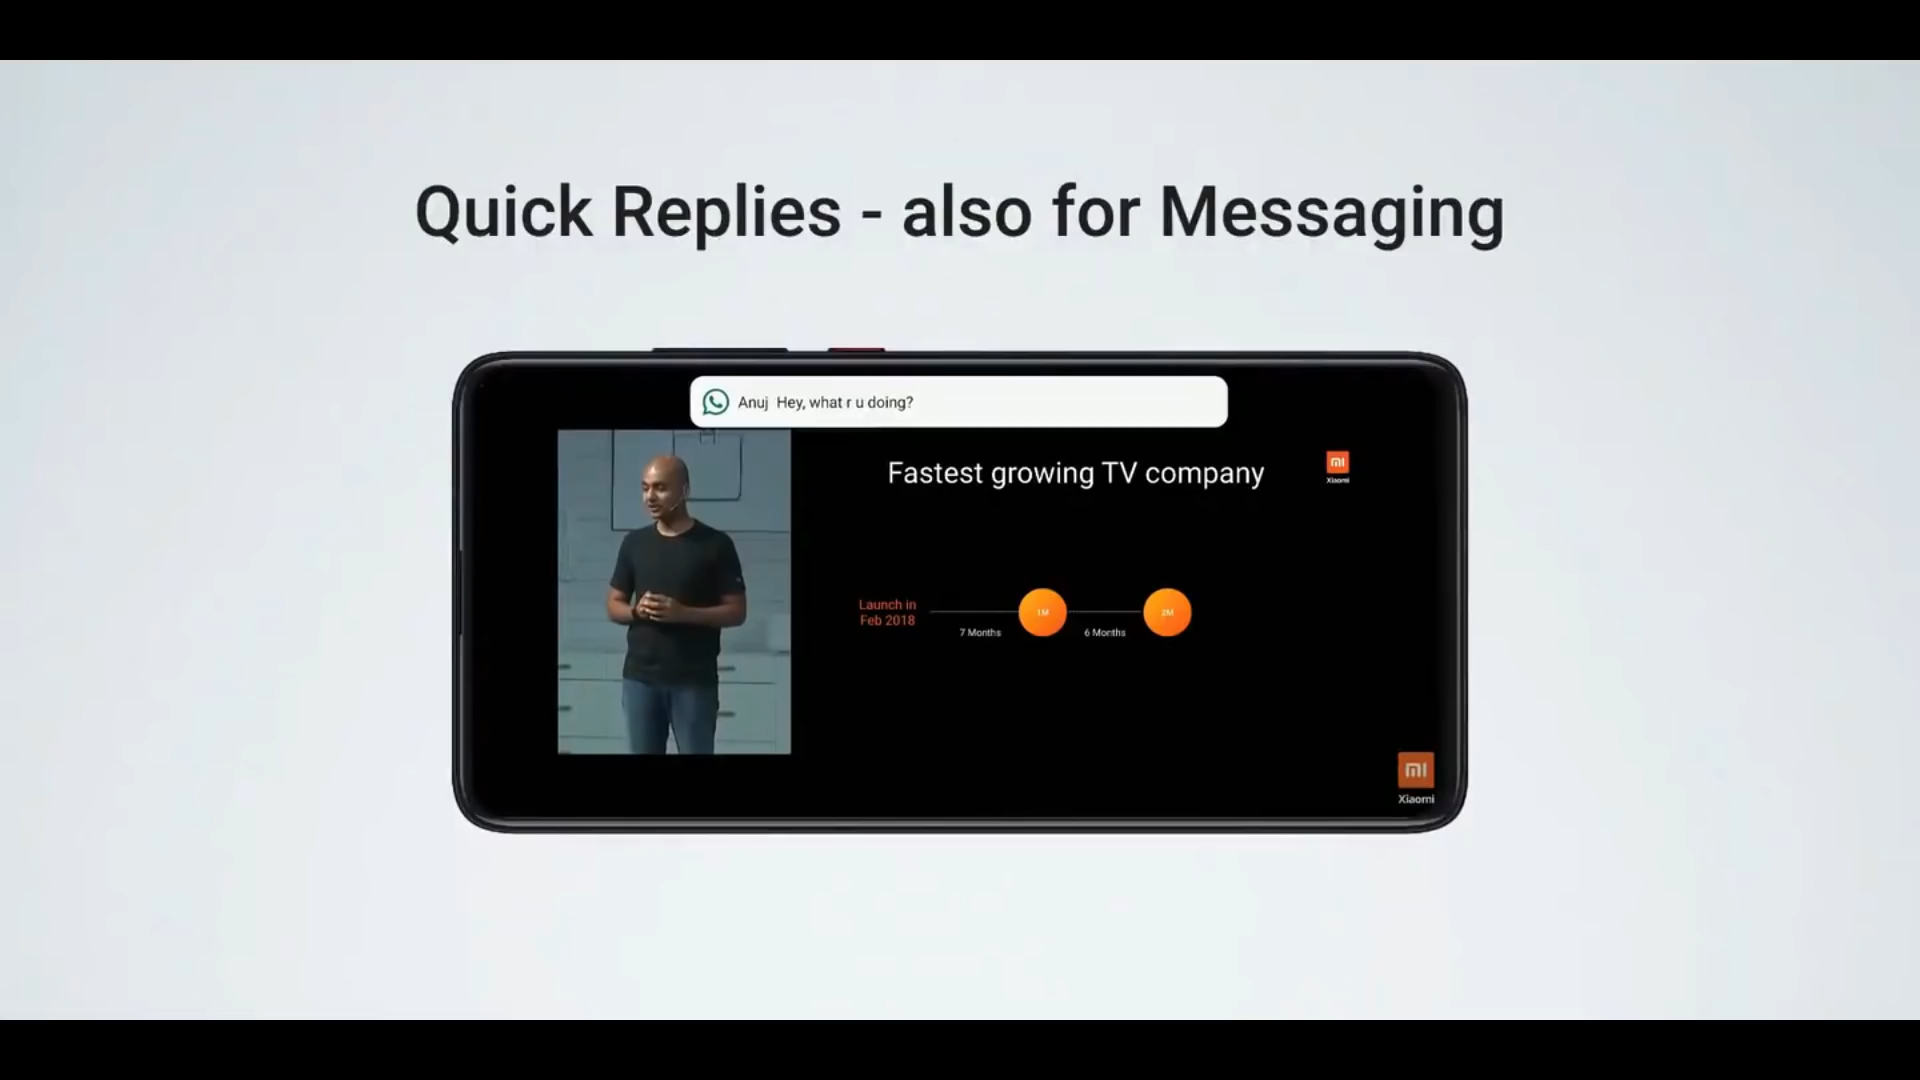 Quick Replies - also for Messaging
Anuj Hey, what r u doing?
Fastest growing TV company
mi
Xiaomi
Launch in
Feb 2018
7 Months
1M
6 Months
2M
mi
Xiaomi